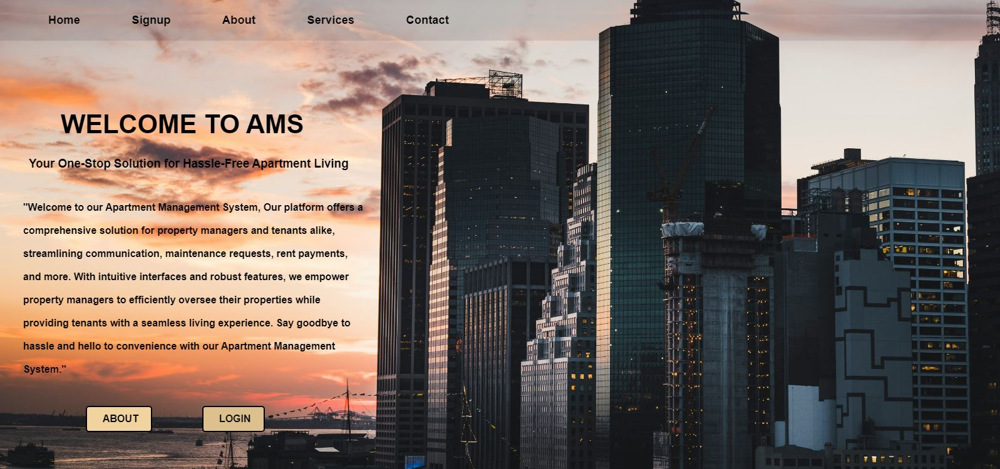 Home Signup About Services Contact
WELCOME TO AMS
Your One-Stop Solution for Hassle-Free Apartment Living
"Welcome to our Apartment Management System, Our platform offers a
comprehensive solution for property managers and tenants alike,
streamlining communication, maintenance requests, rent payments,
and more. With intuitive interfaces and robust features, we empower
property managers to efficiently oversee their properties while
providing tenants with a seamless living experience. Say goodbye to
hassle and hello to convenience with our Apartment Management
System."
ABOUT LOGIN